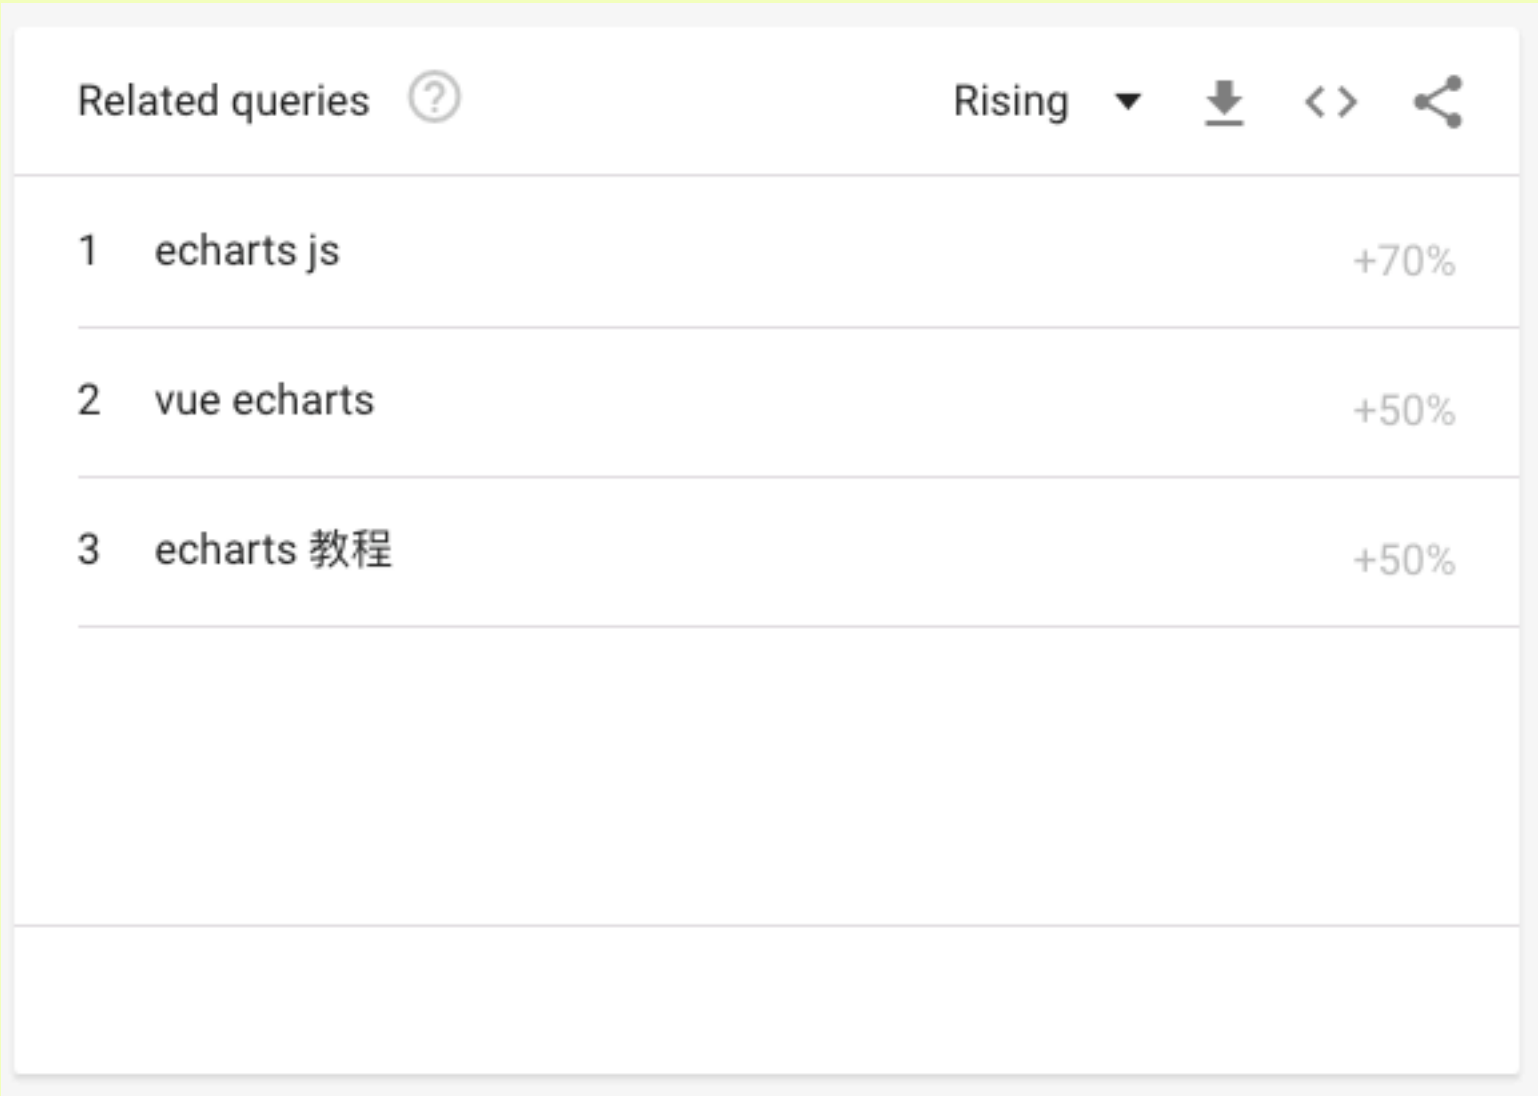 Related queries ? Rising
1 echarts js +70%
2 vue echarts +50%
3 echarts 教程 +50%